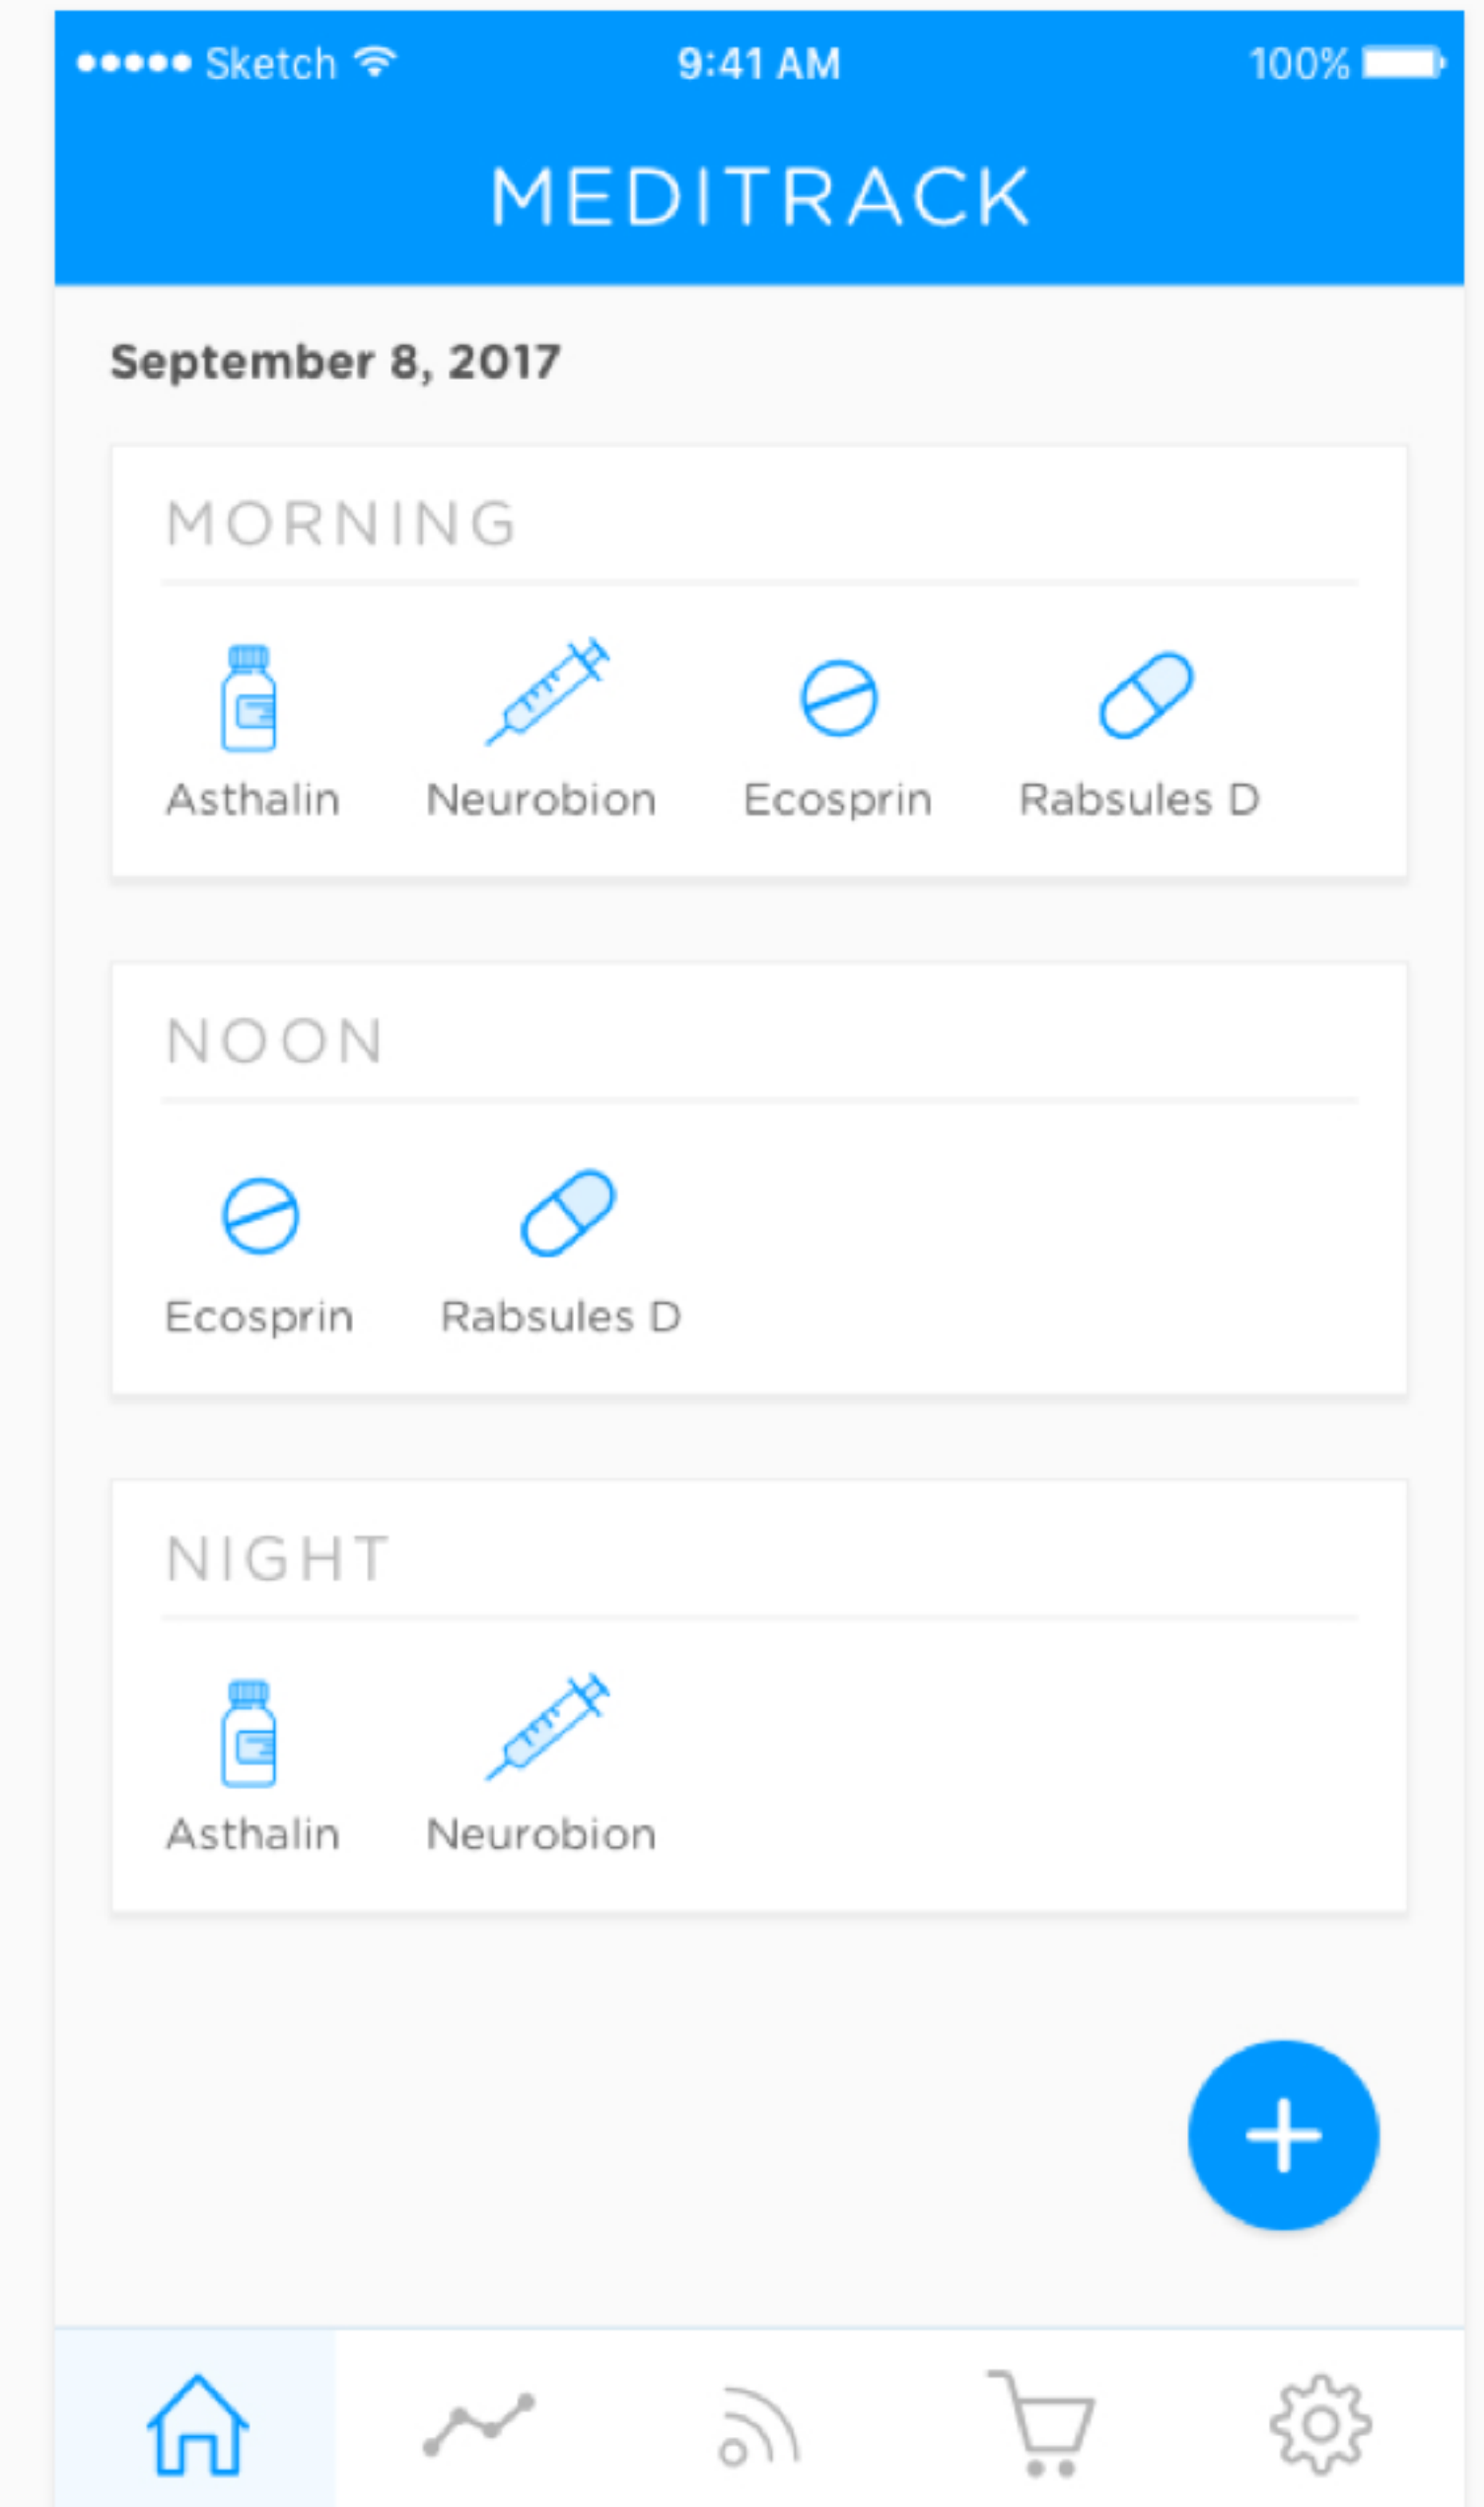 Sketch 9:41 AM 100%
MEDITRACK
September 8, 2017
MORNING
Asthalin Neurobion Ecosprin Rabsules D
NOON
Ecosprin Rabsules D
NIGHT
Asthalin Neurobion